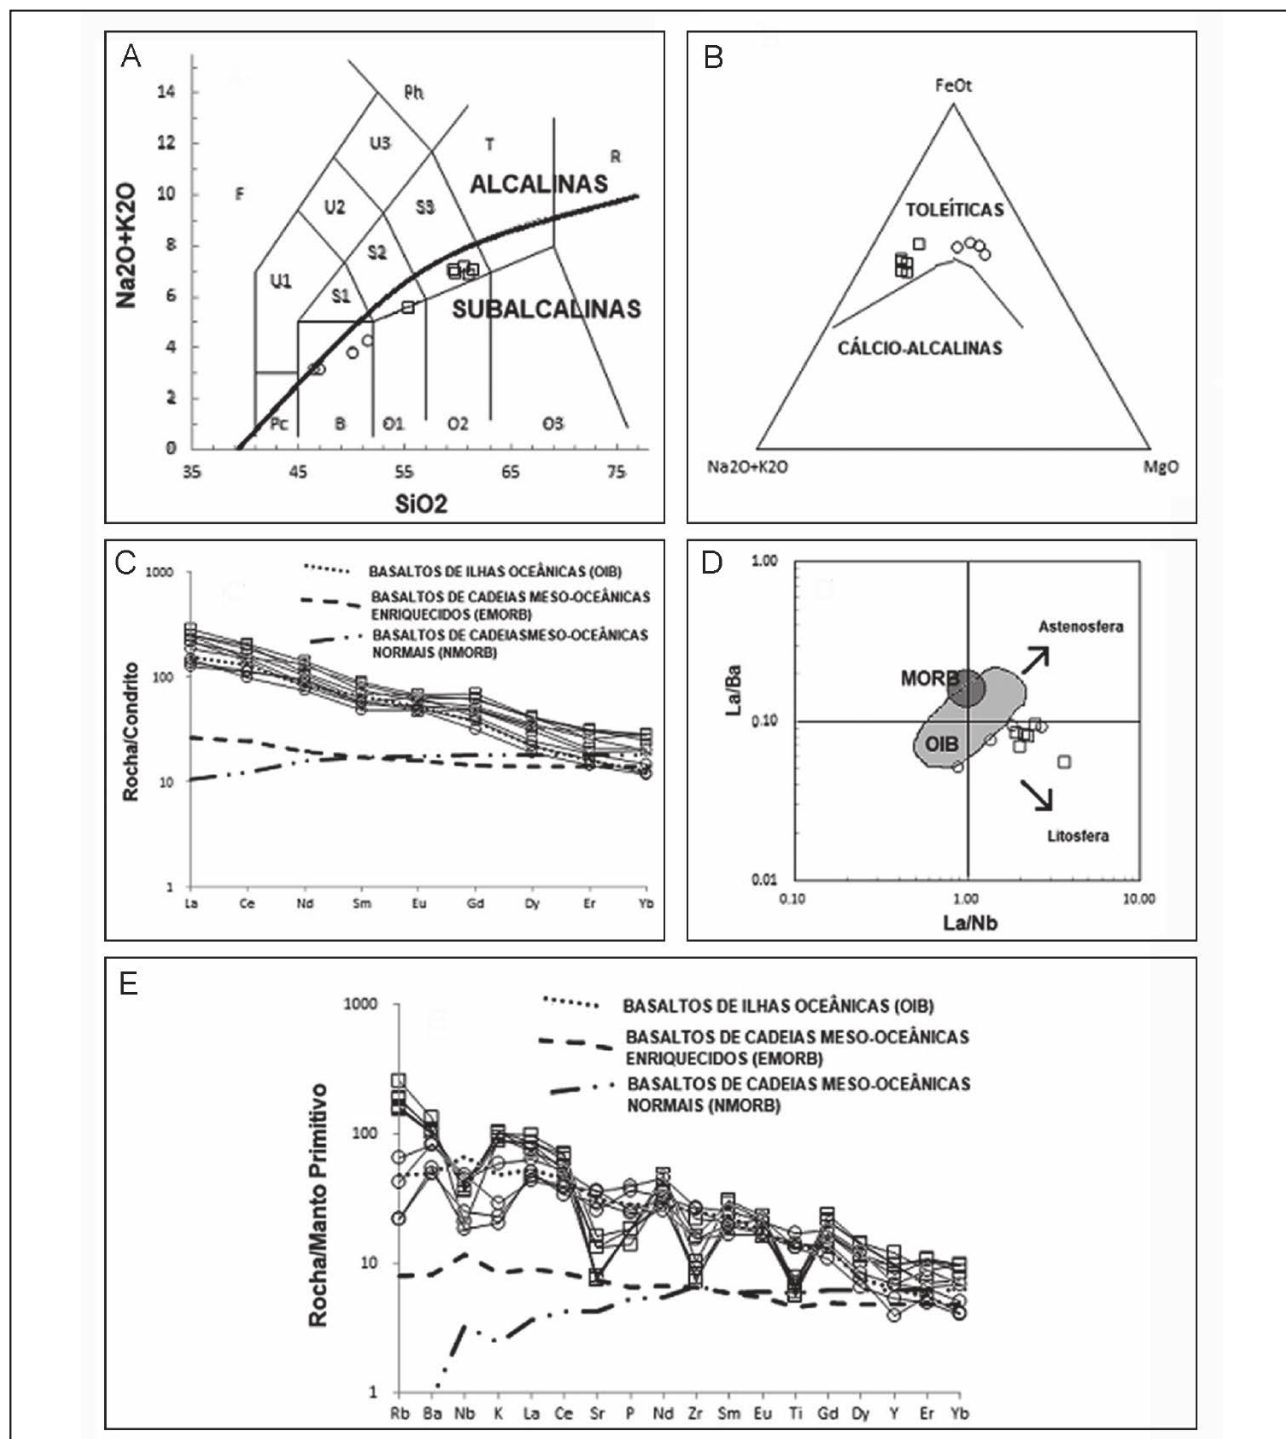 A
Na2O+K2O
14
12
10
8
6
4
2
0
35
45
55
65
75
SiO2
F
U1
U2
U3
Ph
S1
S2
S3
T
R
Pc
B
O1
O2
O3
ALCALINAS
SUBALCALINAS
B
FeOt
TOLEÍTICAS
CÁLCIO-ALCALINAS
Na2O+K2O
MgO
C
Rocha/Condrito
1000
100
10
1
BASALTOS DE ILHAS OCEÂNICAS (OIB)
BASALTOS DE CADEIAS MESO-OCEÂNICAS
ENRIQUECIDOS (EMORB)
BASALTOS DE CADEIASMESO-OCEÂNICAS
NORMAIS (NMORB)
La Ce Nd Sm Eu Gd Dy Er Yb
D
La/Ba
1.00
0.10
0.01
Astenosfera
MORB
OIB
Litosfera
0.10
1.00
10.00
La/Nb
E
Rocha/Manto Primitivo
1000
100
10
1
BASALTOS DE ILHAS OCEÂNICAS (OIB)
BASALTOS DE CADEIAS MESO-OCEÂNICAS
ENRIQUECIDOS (EMORB)
BASALTOS DE CADEIAS MESO-OCEÂNICAS
NORMAIS (NMORB)
Rb Ba Nb K La Ce Sr P Nd Zr Sm Eu Ti Gd Dy Y Er Yb